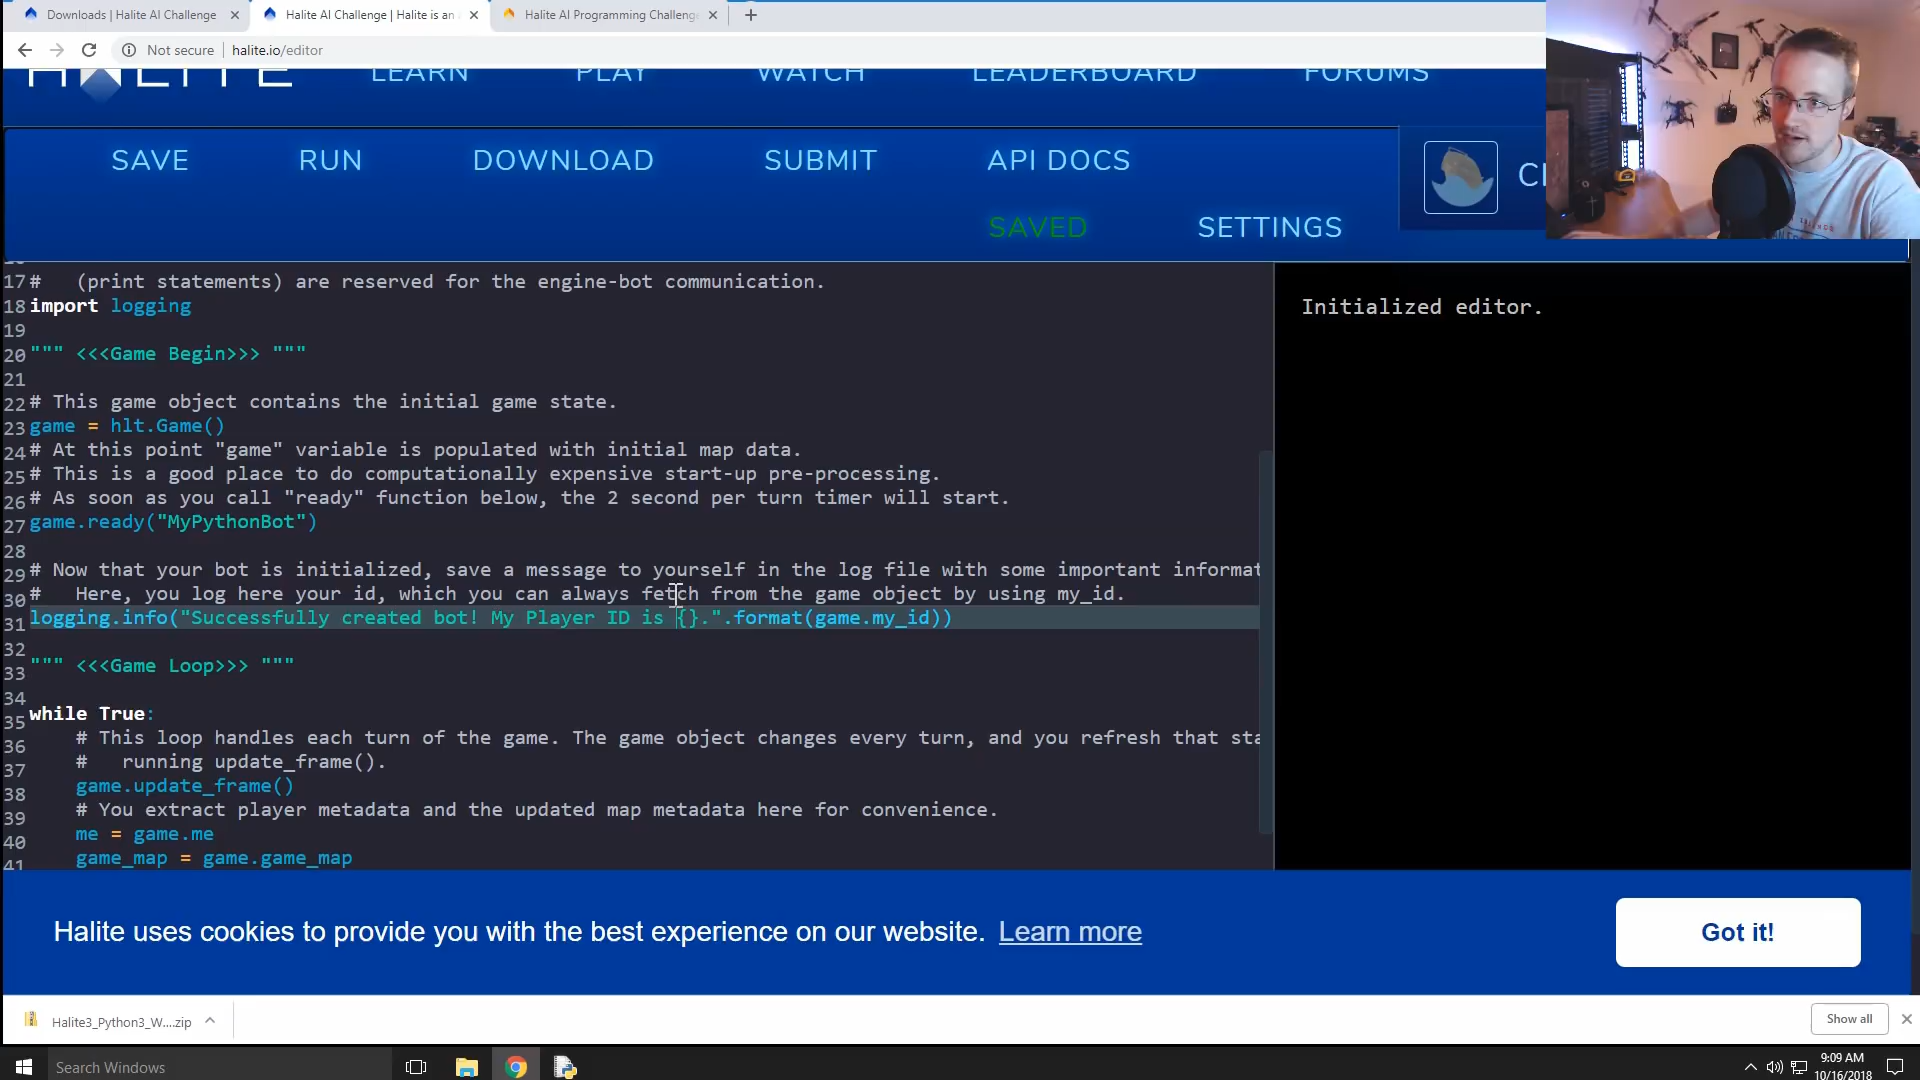 Downloads | Halite AI Challenge
Halite AI Challenge | Halite is an
Halite AI Programming Challeng
Not secure
halite.io/editor
HALITE
LEARN
PLAY
WATCH
LEADERBOARD
FORUMS
SAVE
RUN
DOWNLOAD
SUBMIT
API DOCS
SAVED
SETTINGS
17 #   (print statements) are reserved for the engine-bot communication.
18 import logging
19
20 """ <<<Game Begin>>> """
21
22 # This game object contains the initial game state.
23 game = hlt.Game()
24 # At this point "game" variable is populated with initial map data.
25 # This is a good place to do computationally expensive start-up pre-processing.
26 # As soon as you call "ready" function below, the 2 second per turn timer will start.
27 game.ready("MyPythonBot")
28
29 # Now that your bot is initialized, save a message to yourself in the log file with some important informat
30 #   Here, you log here your id, which you can always fetch from the game object by using my_id.
31 logging.info("Successfully created bot! My Player ID is {}.".format(game.my_id))
32
33 """ <<<Game Loop>>> """
34
35 while True:
36     # This loop handles each turn of the game. The game object changes every turn, and you refresh that sta
37     #   running update_frame().
38     game.update_frame()
39     # You extract player metadata and the updated map metadata here for convenience.
40     me = game.me
41     game_map = game.game_map
Initialized editor.
Halite uses cookies to provide you with the best experience on our website. Learn more
Got it!
Halite3_Python3_W....zip
Show all
Search Windows
9:09 AM
10/16/2018